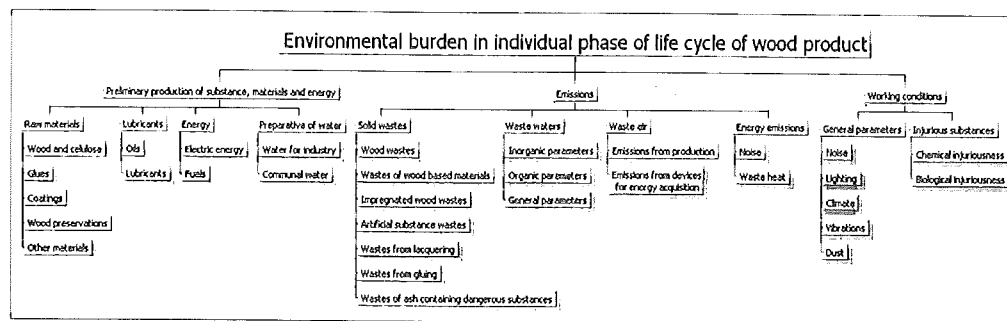 Environmental burden in individual phase of life cycle of wood product
Preliminary production of substance, materials and energy
Emissions
Working conditions
Raw materials
Lubricants
Energy
Preparative of water
Solid wastes
Waste waters
Waste air
Energy emissions
General parameters
Injurious substances
Wood and celulose
Oils
Electric energy
Water for industry
Wood wastes
Inorganic parameters
Emissions from production
Noise
Noise
Chemical injuriousness
Glues
Lubricants
Fuels
Communal water
Wastes of wood based materials
Organic parameters
Emissions from devices
for energy acquisition
Waste heat
Lighting
Biological injuriousness
Coatings
Impregnated wood wastes
General parameters
Climate
Wood preservations
Artificial substance wastes
Vibrations
Other materials
Wastes from lacquering
Dust
Wastes from gluing
Wastes of ash containing dangerous substances